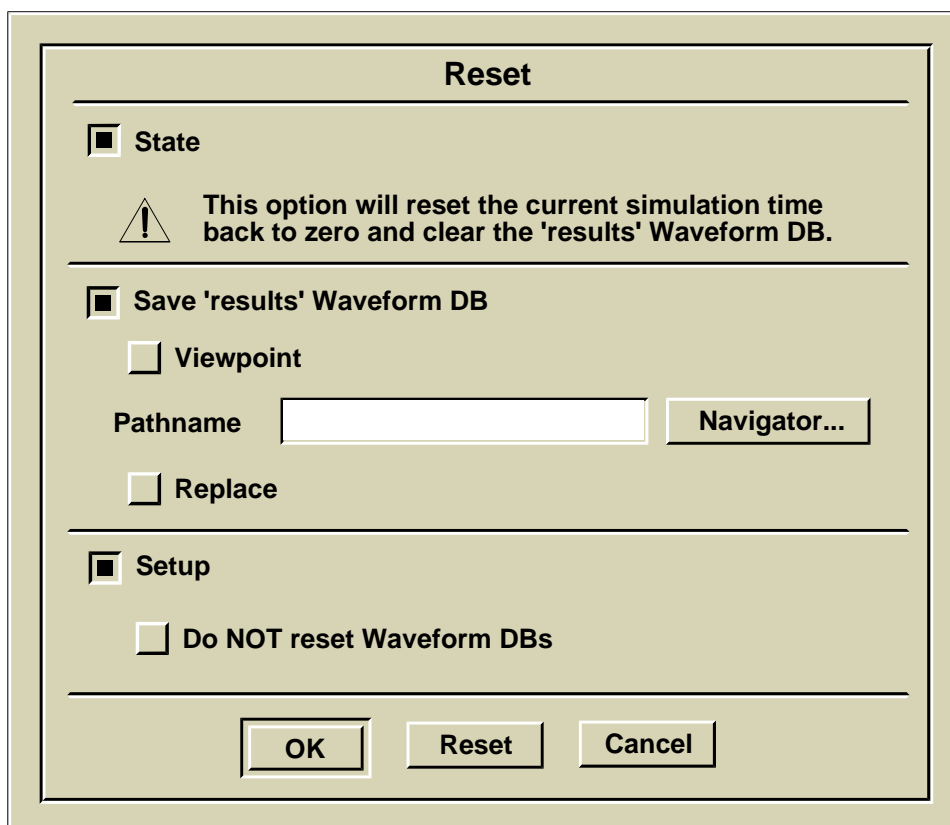 Reset
State
This option will reset the current simulation time
back to zero and clear the 'results' Waveform DB.
Save 'results' Waveform DB
Viewpoint
Pathname Navigator...
Replace
Setup
Do NOT reset Waveform DBs
OK Reset Cancel